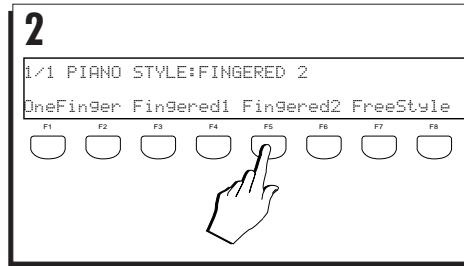 2
1/1 PIANO STYLE:FINGERED 2
OneFinger Fingered1 Fingered2 FreeStyle
F1 F2 F3 F4 F5 F6 F7 F8